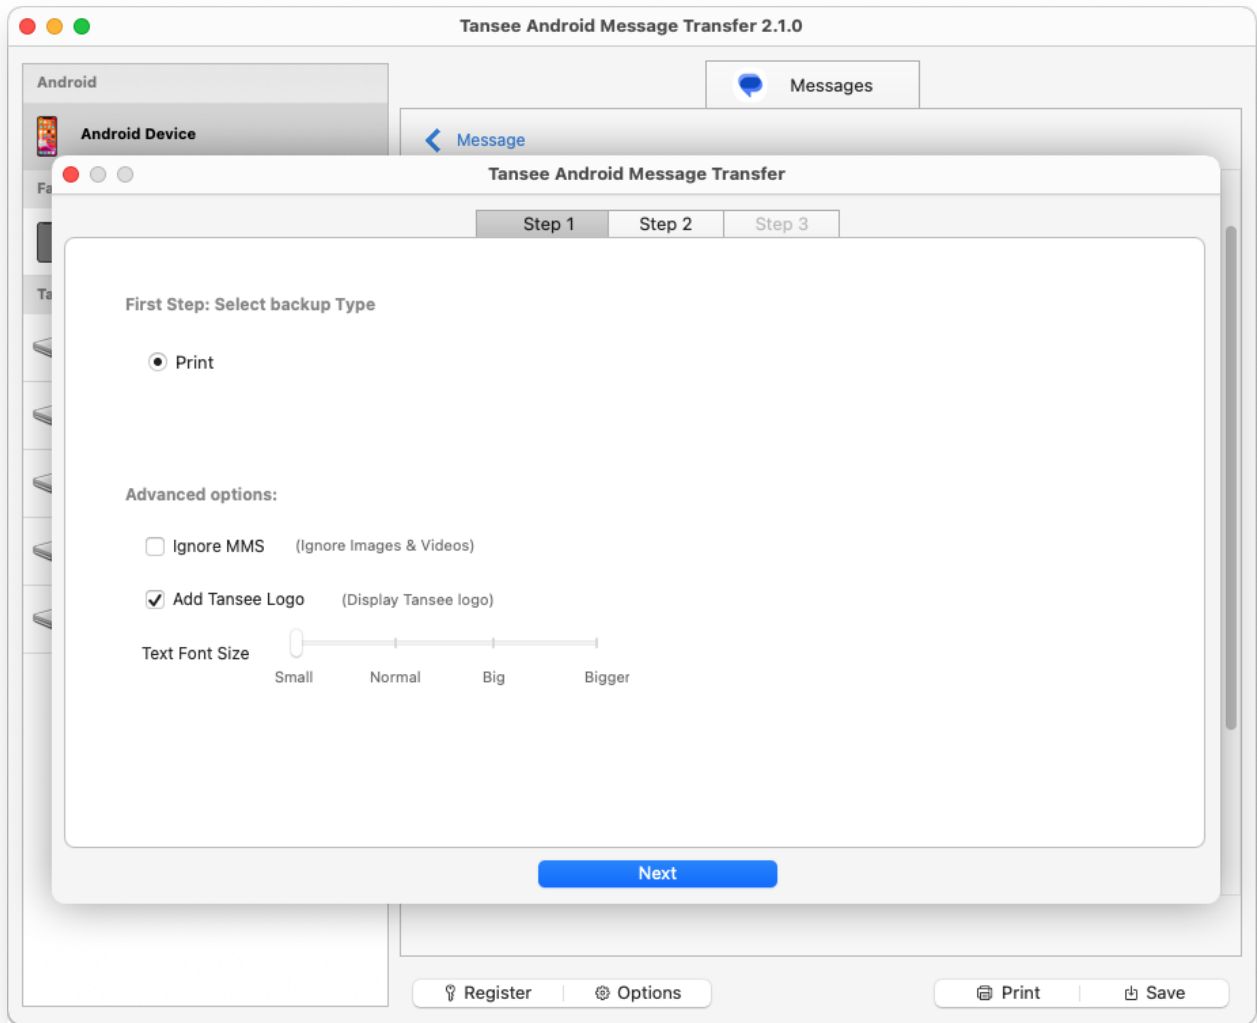 Tansee Android Message Transfer 2.1.0
Android
Messages
Android Device
Message
Tansee Android Message Transfer
Fa
Step 1 Step 2 Step 3
Ta
First Step: Select backup Type
Print
Advanced options:
Ignore MMS (Ignore Images & Videos)
Add Tansee Logo (Display Tansee logo)
Text Font Size
Small Normal Big Bigger
Next
Register Options Print Save